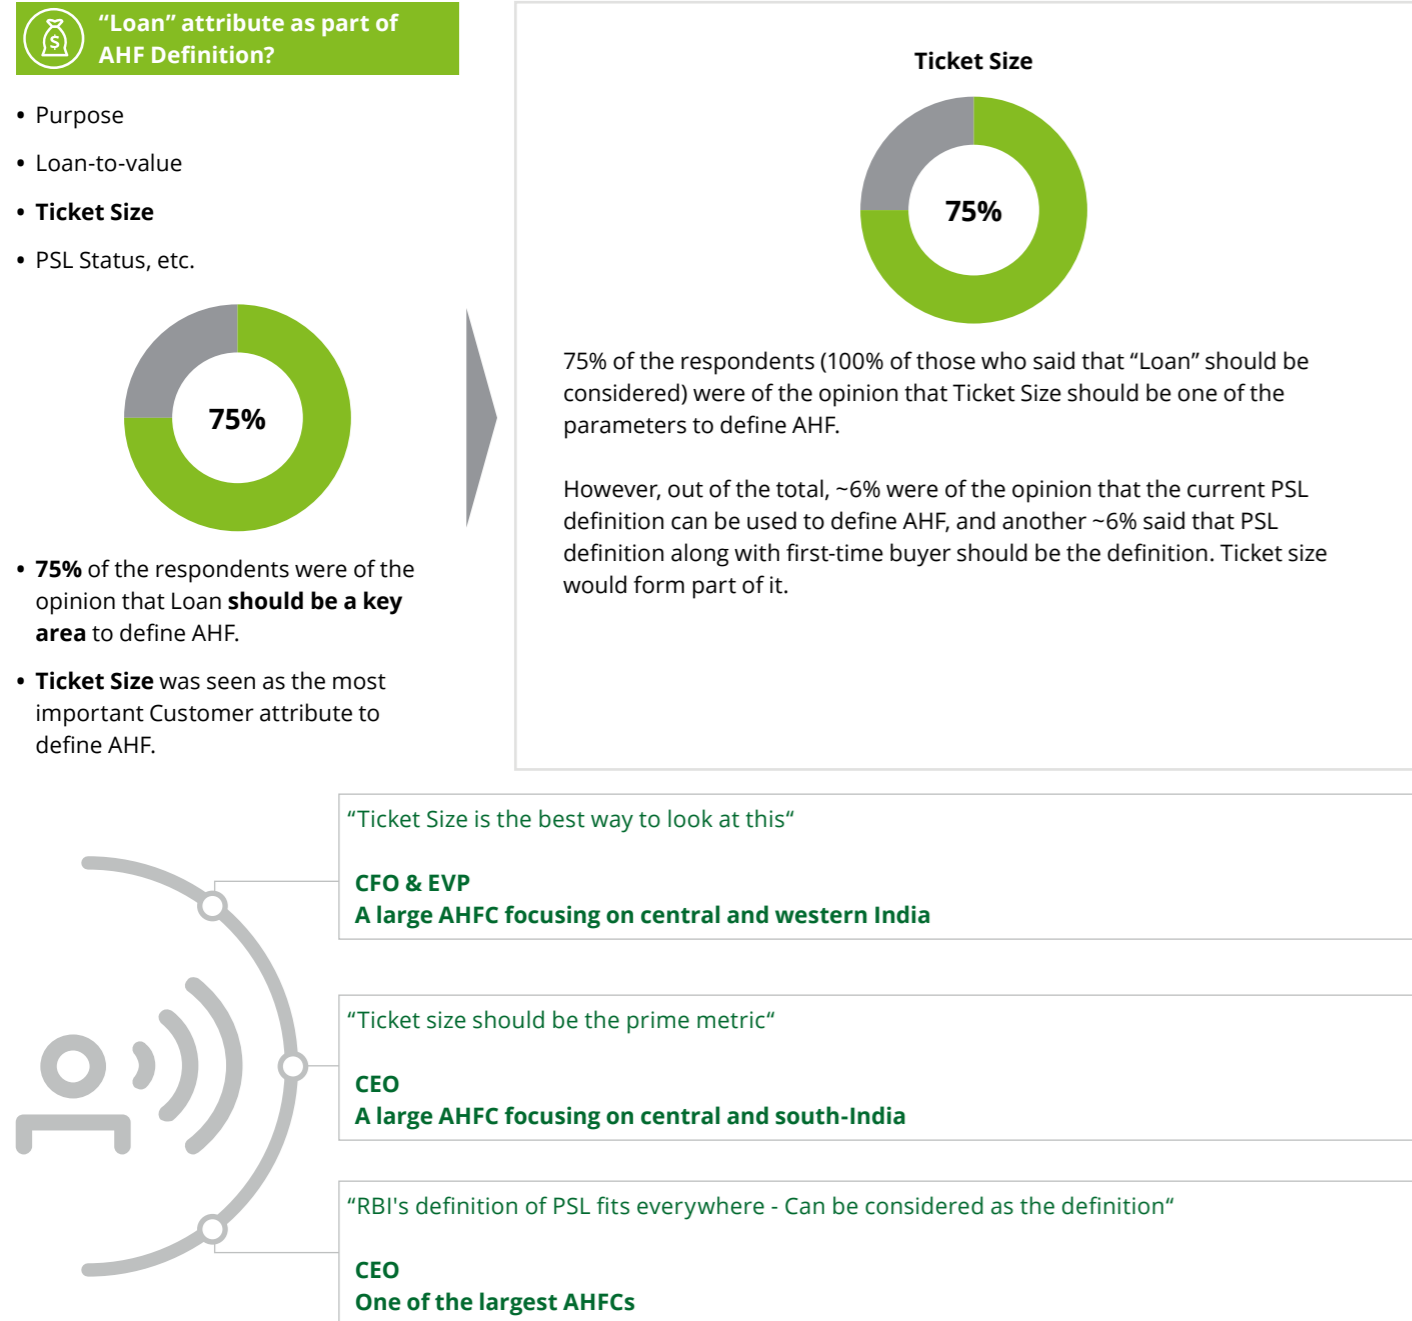 “Loan” attribute as part of
AHF Definition?
• Purpose
• Loan-to-value
• Ticket Size
• PSL Status, etc.
75%
• 75% of the respondents were of the
opinion that Loan should be a key
area to define AHF.
• Ticket Size was seen as the most
important Customer attribute to
define AHF.
Ticket Size
75%
75% of the respondents (100% of those who said that “Loan” should be
considered) were of the opinion that Ticket Size should be one of the
parameters to define AHF.
However, out of the total, ~6% were of the opinion that the current PSL
definition can be used to define AHF, and another ~6% said that PSL
definition along with first-time buyer should be the definition. Ticket size
would form part of it.
“Ticket Size is the best way to look at this“
CFO & EVP
A large AHFC focusing on central and western India
“Ticket size should be the prime metric“
CEO
A large AHFC focusing on central and south-India
“RBI's definition of PSL fits everywhere - Can be considered as the definition“
CEO
One of the largest AHFCs